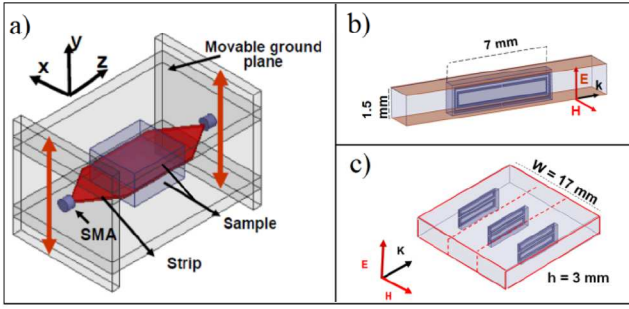 a)
y
x
z
Movable ground
plane
SMA
Strip
Sample
b)
7 mm
1.5
mm
E
k
H
c)
W = 17 mm
E
K
H
h = 3 mm